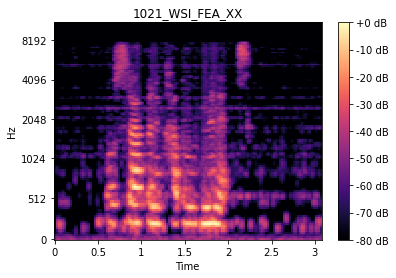 1021_WSI_FEA_XX
8192
4096
2048
1024
512
0
Hz
0 0.5 1 1.5 2 2.5 3
Time
+0 dB
-10 dB
-20 dB
-30 dB
-40 dB
-50 dB
-60 dB
-70 dB
-80 dB